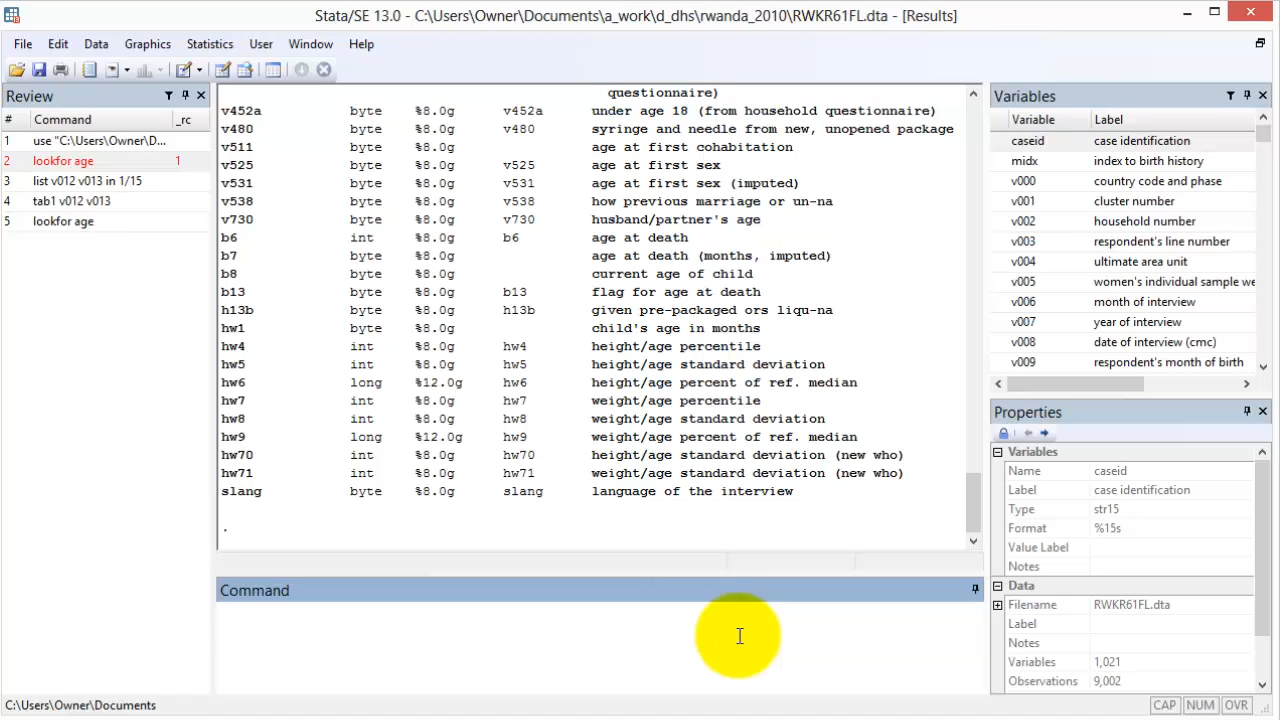 Stata/SE 13.0 - C:\Users\Owner\Documents\a_work\d_dhs\rwanda_2010\RWKR61FL.dta - [Results]
File Edit Data Graphics Statistics User Window Help
Review
# Command _rc
1 use "C:\Users\Owner\D...
2 lookfor age 1
3 list v012 v013 in 1/15
4 tab1 v012 v013
5 lookfor age
questionnaire)
v452a byte %8.0g v452a under age 18 (from household questionnaire)
v480 byte %8.0g v480 syringe and needle from new, unopened package
v511 byte %8.0g age at first cohabitation
v525 byte %8.0g v525 age at first sex
v531 byte %8.0g v531 age at first sex (imputed)
v538 byte %8.0g v538 how previous marriage or un-na
v730 byte %8.0g v730 husband/partner's age
b6 int %8.0g b6 age at death
b7 byte %8.0g age at death (months, imputed)
b8 byte %8.0g current age of child
b13 byte %8.0g b13 flag for age at death
h13b byte %8.0g h13b given pre-packaged ors liqu-na
hw1 byte %8.0g child's age in months
hw4 int %8.0g hw4 height/age percentile
hw5 int %8.0g hw5 height/age standard deviation
hw6 long %12.0g hw6 height/age percent of ref. median
hw7 int %8.0g hw7 weight/age percentile
hw8 int %8.0g hw8 weight/age standard deviation
hw9 long %12.0g hw9 weight/age percent of ref. median
hw70 int %8.0g hw70 height/age standard deviation (new who)
hw71 int %8.0g hw71 weight/age standard deviation (new who)
slang byte %8.0g slang language of the interview
.
Command
Variables
Variable Label
caseid case identification
midx index to birth history
v000 country code and phase
v001 cluster number
v002 household number
v003 respondent's line number
v004 ultimate area unit
v005 women's individual sample we
v006 month of interview
v007 year of interview
v008 date of interview (cmc)
v009 respondent's month of birth
Properties
Variables
Name caseid
Label case identification
Type str15
Format %15s
Value Label
Notes
Data
Filename RWKR61FL.dta
Label
Notes
Variables 1,021
Observations 9,002
C:\Users\Owner\Documents
CAP NUM OVR